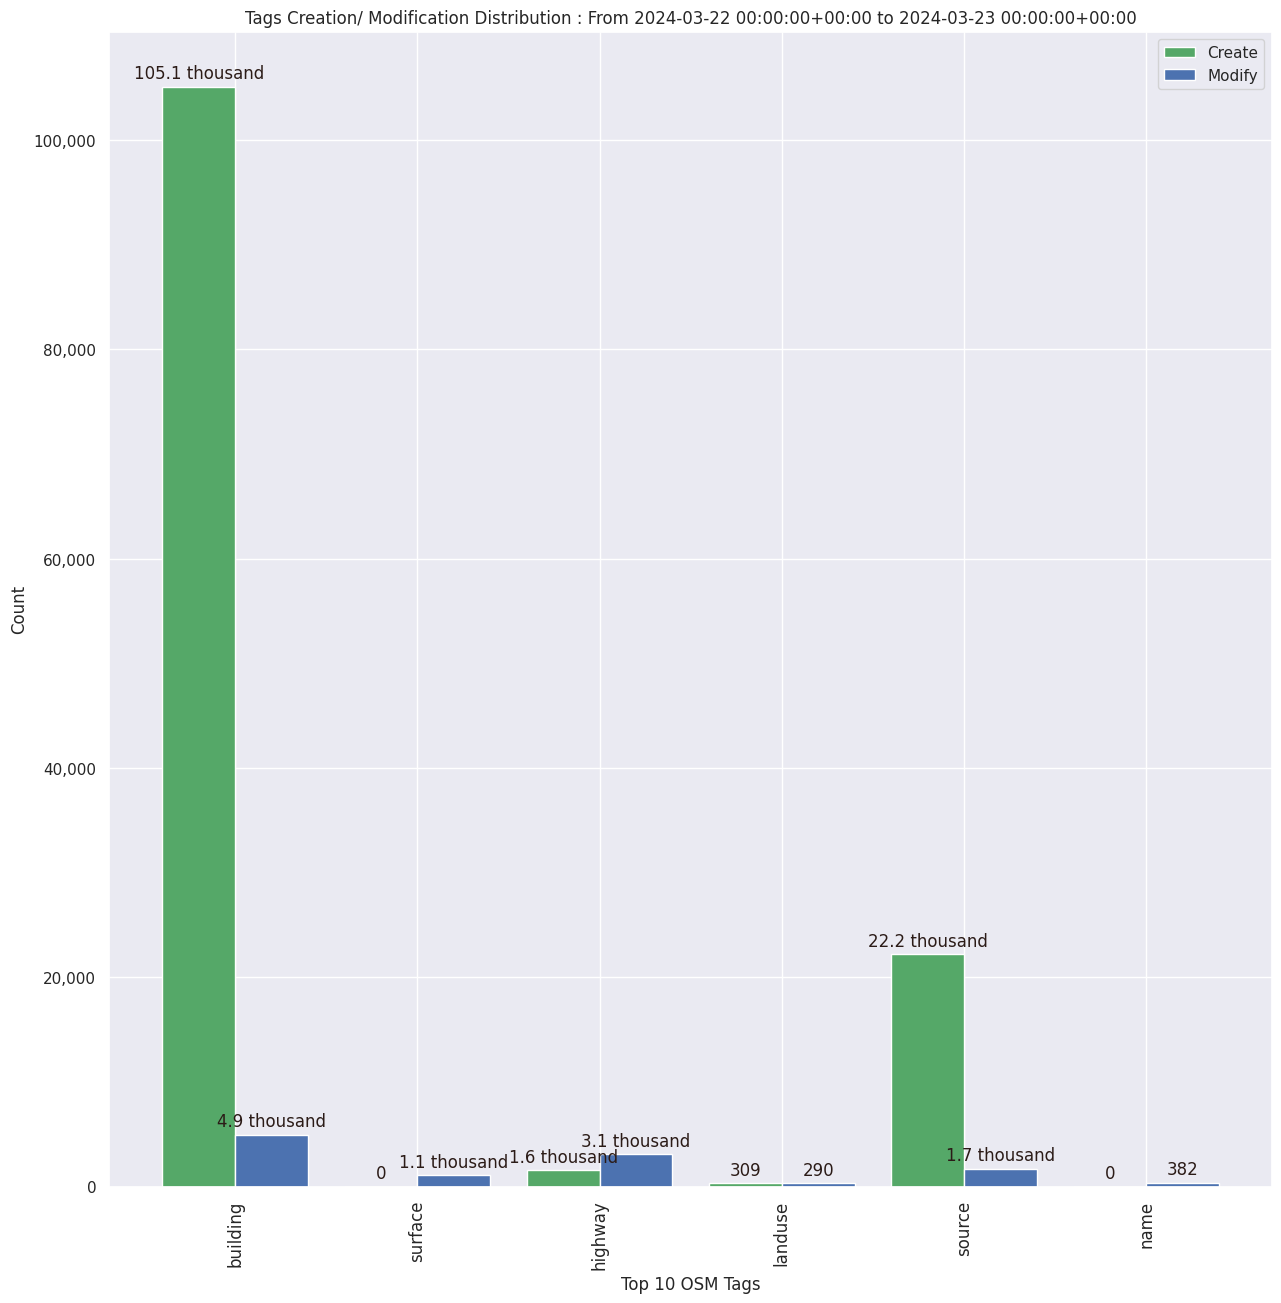 Tags Creation/ Modification Distribution : From 2024-03-22 00:00:00+00:00 to 2024-03-23 00:00:00+00:00
Create
Modify
105.1 thousand
100,000
80,000
60,000
Count
40,000
22.2 thousand
20,000
4.9 thousand
3.1 thousand
1.6 thousand
1.7 thousand
1.1 thousand
0
309
290
0
382
0
building
surface
highway
landuse
source
name
Top 10 OSM Tags